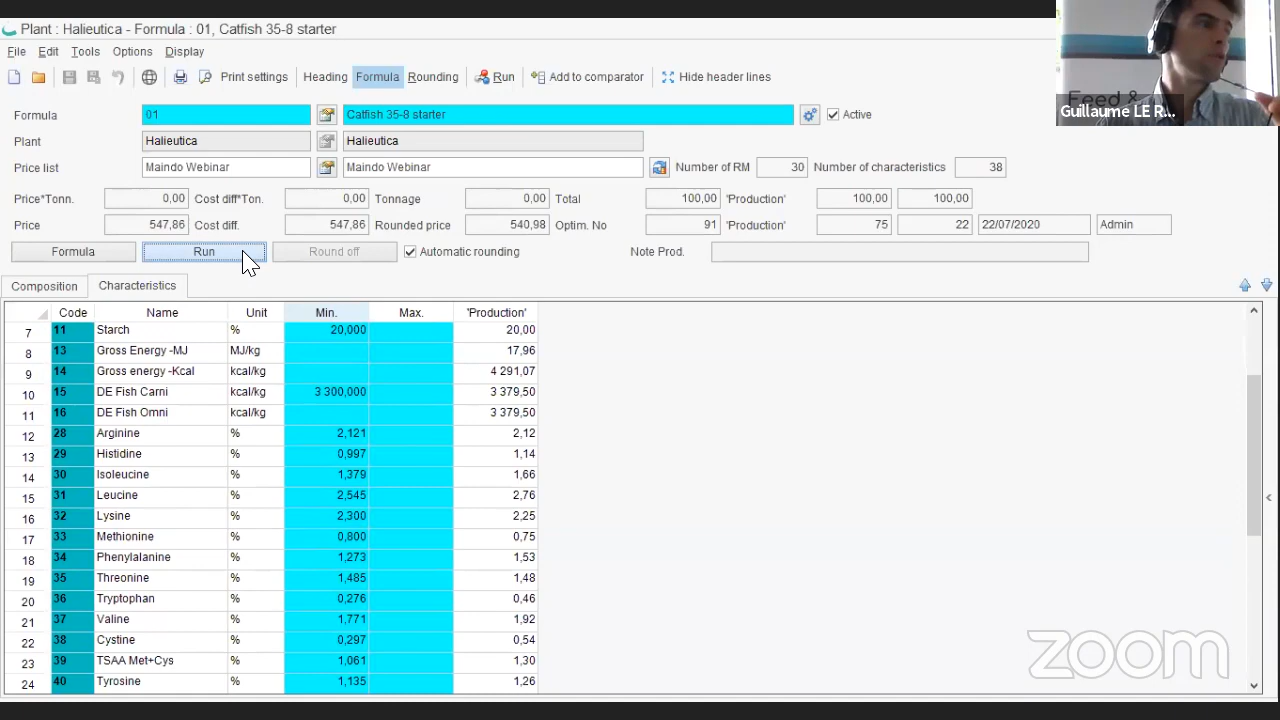 Plant : Halieutica - Formula : 01, Catfish 35-8 starter
File Edit Tools Options Display
Print settings Heading Formula Rounding Run Add to comparator Hide header lines
Feed &
Guillaume LE R...
Formula 01 Catfish 35-8 starter Active
Plant Halieutica Halieutica
Price list Maindo Webinar Maindo Webinar Number of RM 30 Number of characteristics 38
Price*Tonn. 0,00 Cost diff*Ton. 0,00 Tonnage 0,00 Total 100,00 'Production' 100,00 100,00
Price 547,86 Cost diff. 547,86 Rounded price 540,98 Optim. No 91 'Production' 75 22 22/07/2020 Admin
Formula Run Round off Automatic rounding Note Prod.
Composition Characteristics
Code Name Unit Min. Max. 'Production'
7 11 Starch % 20,000 20,00
8 13 Gross Energy -MJ MJ/kg 17,96
9 14 Gross energy -Kcal kcal/kg 4 291,07
10 15 DE Fish Carni kcal/kg 3 300,000 3 379,50
11 16 DE Fish Omni kcal/kg 3 379,50
12 28 Arginine % 2,121 2,12
13 29 Histidine % 0,997 1,14
14 30 Isoleucine % 1,379 1,66
15 31 Leucine % 2,545 2,76
16 32 Lysine % 2,300 2,25
17 33 Methionine % 0,800 0,75
18 34 Phenylalanine % 1,273 1,53
19 35 Threonine % 1,485 1,48
20 36 Tryptophan % 0,276 0,46
21 37 Valine % 1,771 1,92
22 38 Cystine % 0,297 0,54
23 39 TSAA Met+Cys % 1,061 1,30
24 40 Tyrosine % 1,135 1,26
zoom